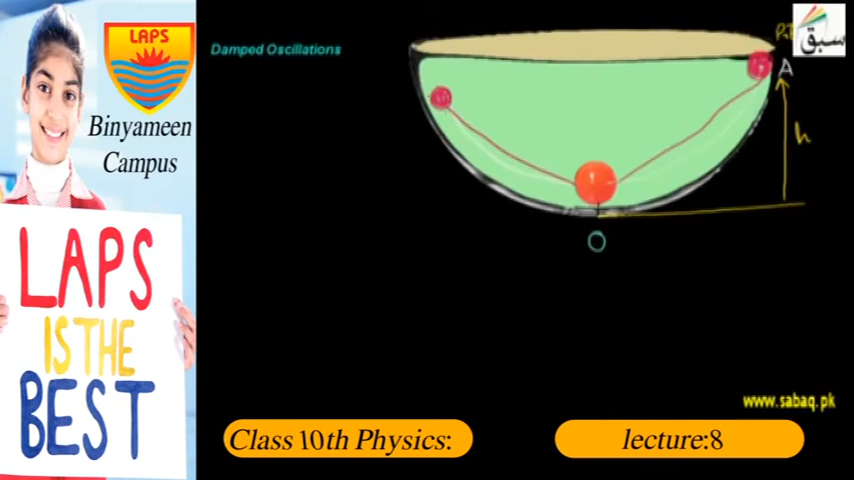 LAPS
Binyameen
Campus
LAPS
IS THE
BEST
Damped Oscillations
سبق
A
h
O
www.sabaq.pk
Class 10th Physics:
lecture:8